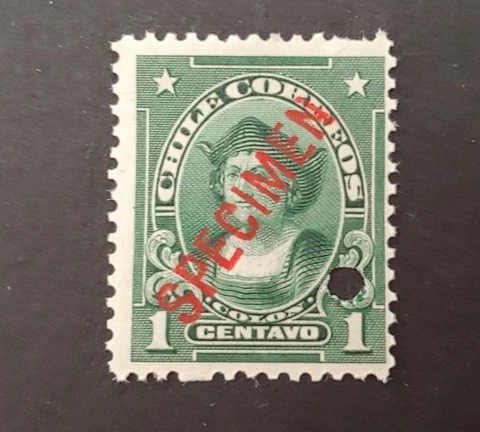 CHILE CORREOS
SPECIMEN
COLON
1 CENTAVO 1